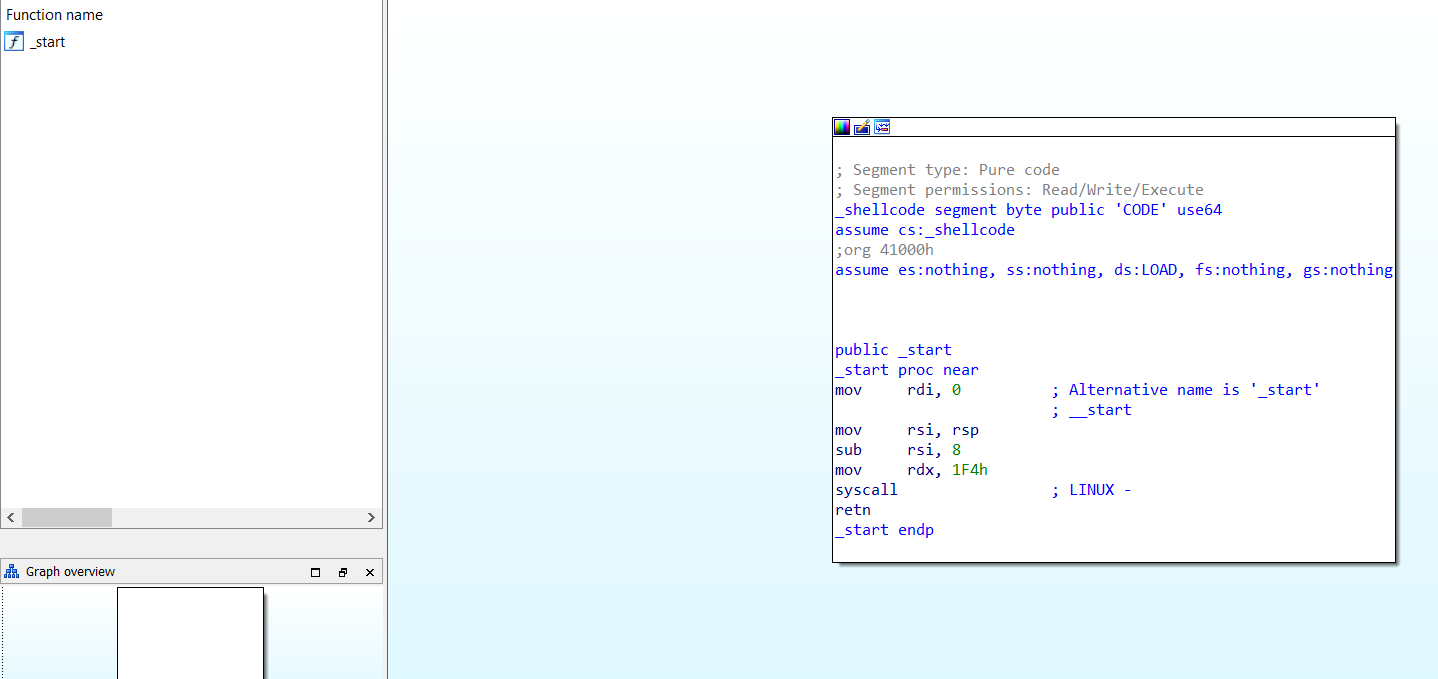 Function name
_start
; Segment type: Pure code
; Segment permissions: Read/Write/Execute
_shellcode segment byte public 'CODE' use64
assume cs:_shellcode
;org 41000h
assume es:nothing, ss:nothing, ds:LOAD, fs:nothing, gs:nothing
public _start
_start proc near
mov rdi, 0 ; Alternative name is '_start'
; __start
mov rsi, rsp
sub rsi, 8
mov rdx, 1F4h
syscall ; LINUX -
retn
_start endp
Graph overview